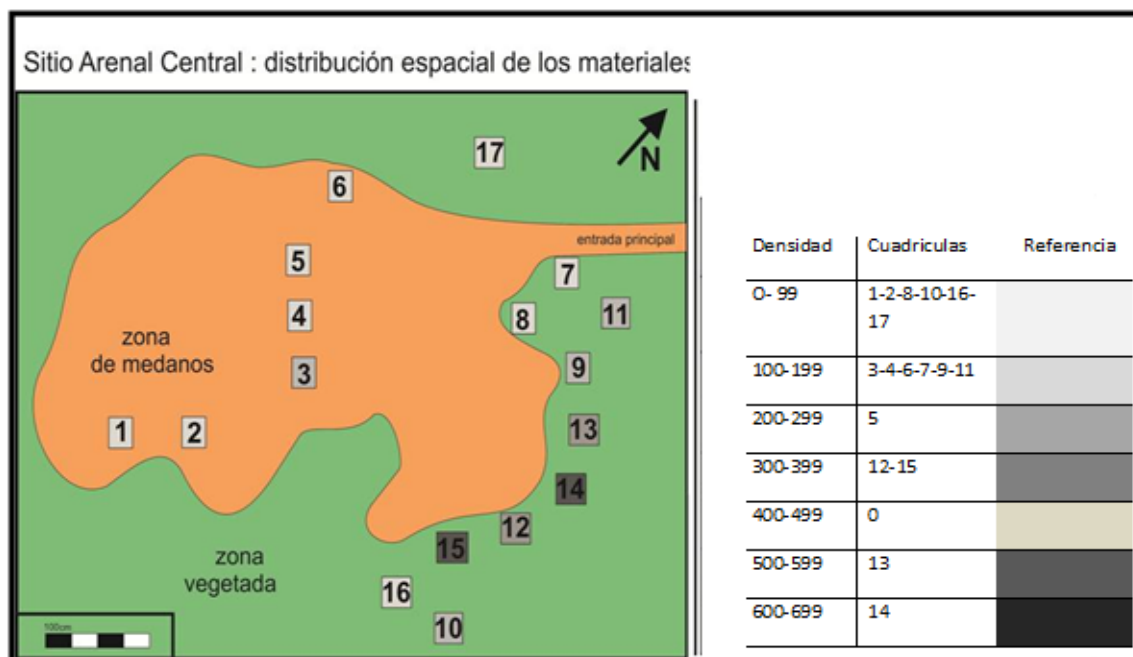 Sitio Arenal Central : distribución espacial de los materiales
N
17
6
entrada principal
5
7
4
8
11
zona
de medanos
3
9
1
2
13
14
12
15
zona
vegetada
16
10
100cm
Densidad Cuadriculas Referencia
0- 99 1-2-8-10-16-
17
100-199 3-4-6-7-9-11
200-299 5
300-399 12-15
400-499 0
500-599 13
600-699 14